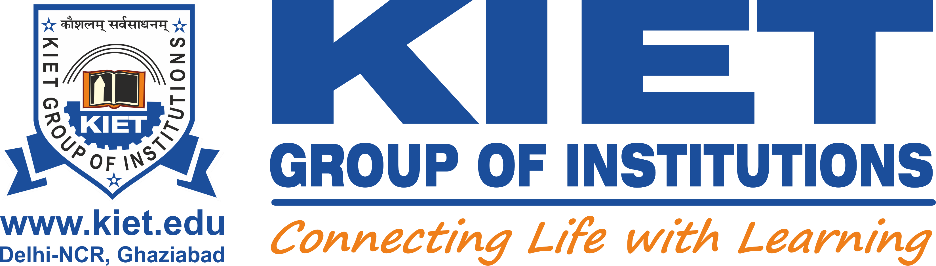 कौशलम् सर्वसाधनम्
KIET GROUP OF INSTITUTIONS
KIET
www.kiet.edu
Delhi-NCR, Ghaziabad
KIET
GROUP OF INSTITUTIONS
Connecting Life with Learning